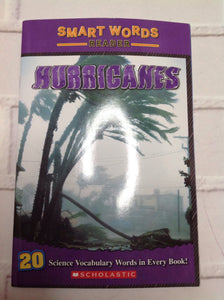 SMART WORDS
READER
HURRICANES
20 Science Vocabulary Words in Every Book!
SCHOLASTIC